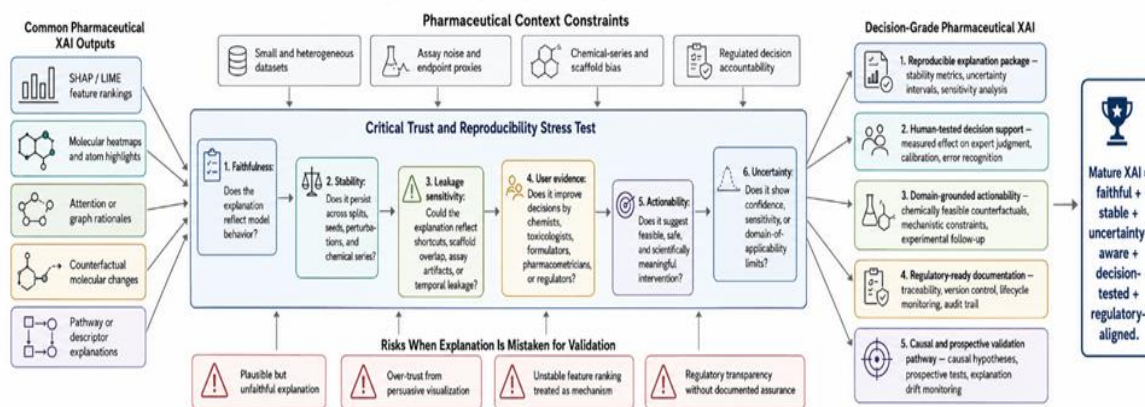 Common Pharmaceutical
XAI Outputs
SHAP / LIME
feature rankings
Molecular heatmaps
and atom highlights
Attention or
graph rationales
Counterfactual
molecular changes
Pathway or
descriptor
explanations
Pharmaceutical Context Constraints
Small and heterogeneous
datasets
Assay noise and
endpoint proxies
Chemical-series and
scaffold bias
Regulated decision
accountability
Critical Trust and Reproducibility Stress Test
1. Faithfulness:
Does the
explanation
reflect model
behavior?
2. Stability:
Does it persist
across splits,
seeds, perturba-
tions, and
chemical series?
3. Leakage
sensitivity:
Could the
explanation reflect
shortcuts, scaffold
overlap, assay
artifacts, or
temporal leakage?
4. User evidence:
Does it improve
decisions by
chemists,
toxicologists,
formulators,
pharmacometricians,
or regulators?
5. Actionability:
Does it suggest
feasible, safe,
and scientifically
meaningful
intervention?
6. Uncertainty:
Does it show
confidence,
sensitivity, or
domain-of-
applicability
limits?
Risks When Explanation Is Mistaken for Validation
Plausible but
unfaithful explanation
Over-trust from
persuasive visualization
Unstable feature ranking
treated as mechanism
Regulatory transparency
without documented assurance
Decision-Grade Pharmaceutical XAI
1. Reproducible explanation package —
stability metrics, uncertainty
intervals, sensitivity analysis
2. Human-tested decision support —
measured effect on expert judgment,
calibration, error recognition
3. Domain-grounded actionability —
chemically feasible counterfactuals,
mechanistic constraints,
experimental follow-up
4. Regulatory-ready documentation —
traceability, version control, lifecycle
monitoring, audit trail
5. Causal and prospective validation
pathway — causal hypotheses,
prospective tests, explanation
drift monitoring
Mature XAI
faithful +
stable +
uncertainty
aware +
decision-
tested +
regulatory-
aligned.